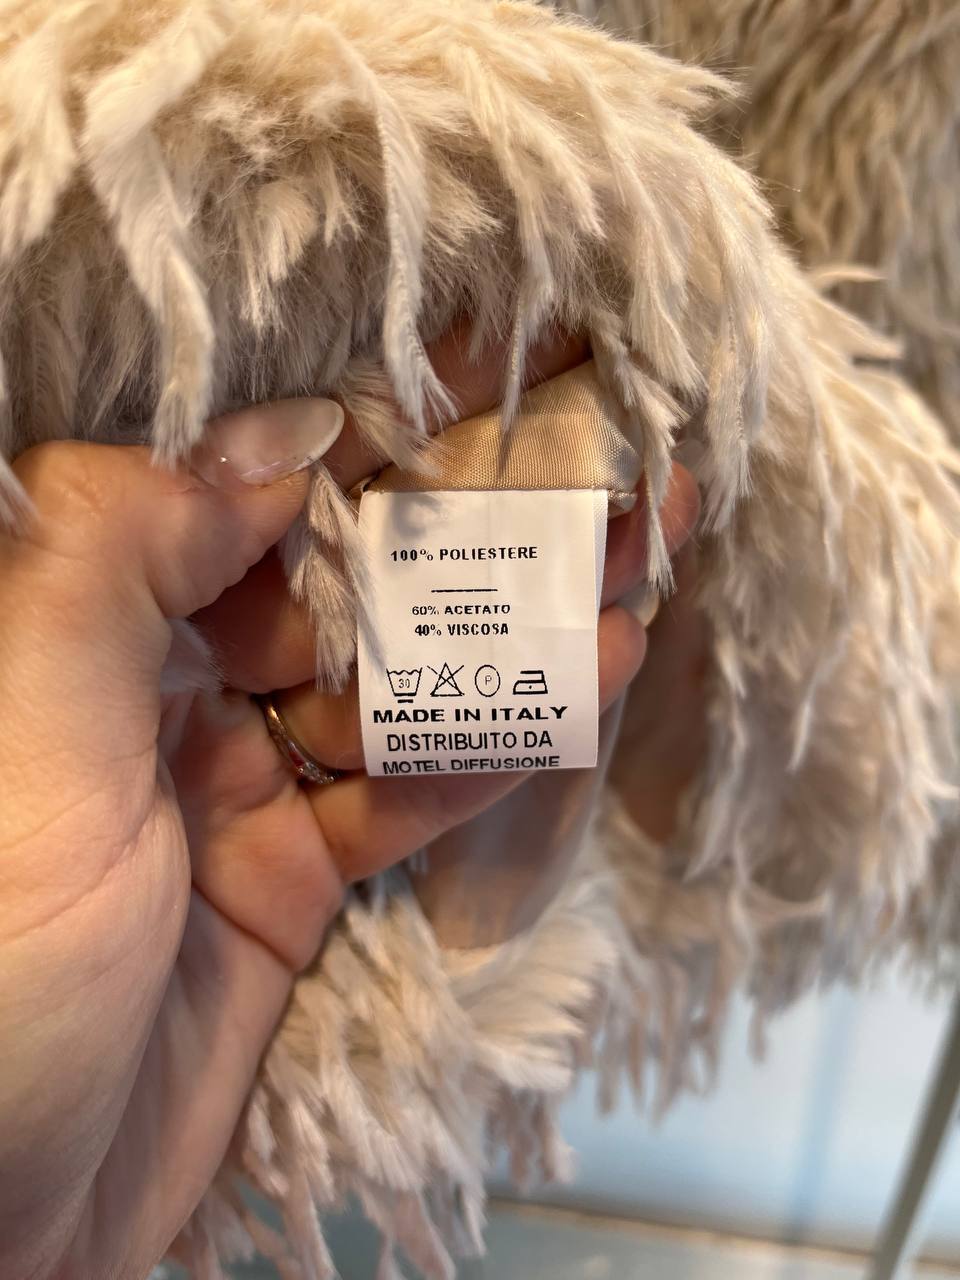 100% POLIESTERE
60% ACETATO
40% VISCOSA
30 P
MADE IN ITALY
DISTRIBUITO DA
MOTEL DIFFUSIONE